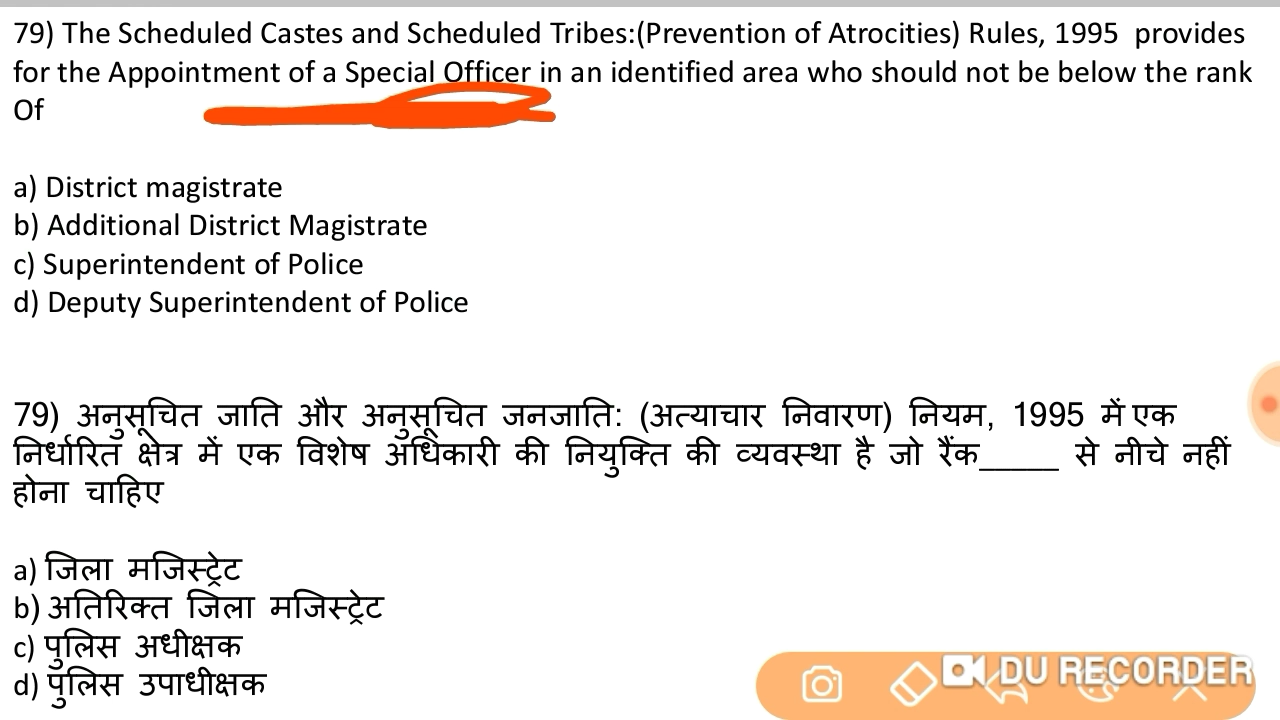 79) The Scheduled Castes and Scheduled Tribes:(Prevention of Atrocities) Rules, 1995 provides
for the Appointment of a Special Officer in an identified area who should not be below the rank
Of
a) District magistrate
b) Additional District Magistrate
c) Superintendent of Police
d) Deputy Superintendent of Police
79) अनुसूचित जाति और अनुसूचित जनजाति: (अत्याचार निवारण) नियम, 1995 में एक
निर्धारित क्षेत्र में एक विशेष अधिकारी की नियुक्ति की व्यवस्था है जो रैंक_____ से नीचे नहीं
होना चाहिए
a) जिला मजिस्ट्रेट
b) अतिरिक्त जिला मजिस्ट्रेट
c) पुलिस अधीक्षक
d) पुलिस उपाधीक्षक
DU RECORDER